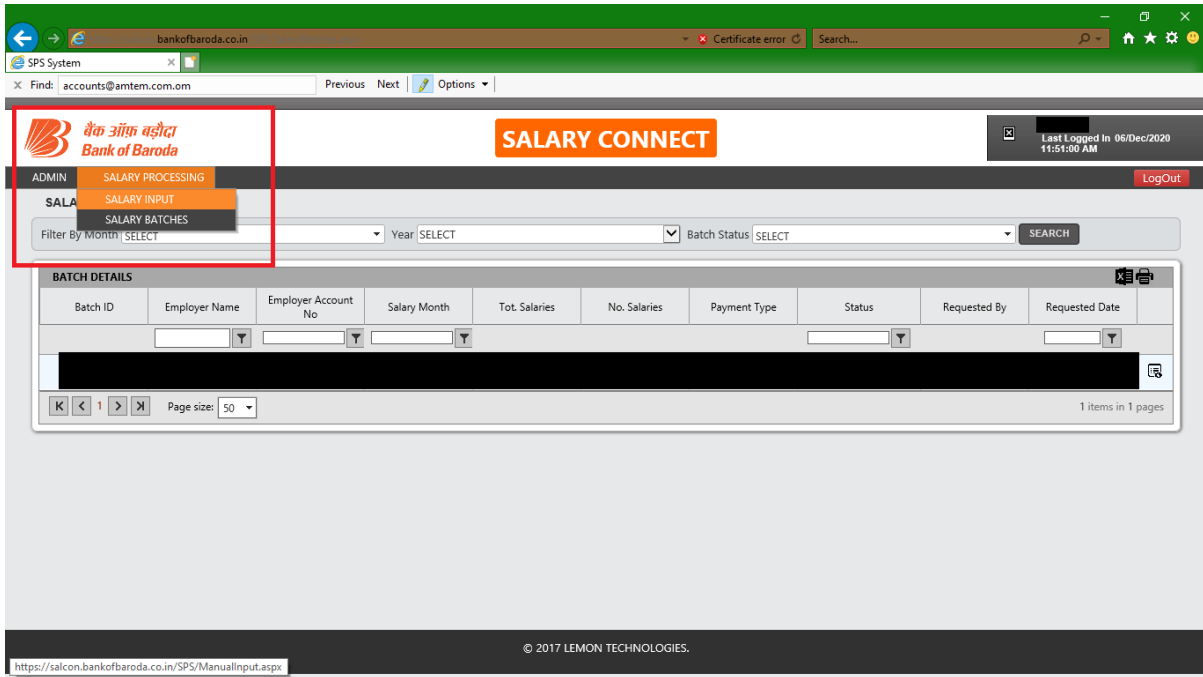 bankofbaroda.co.in
Certificate error
Search...
SPS System
x Find: accounts@amtem.com.om
Previous Next Options
बैंक ऑफ़ बड़ौदा
Bank of Baroda
SALARY CONNECT
Last Logged In 06/Dec/2020
11:51:00 AM
ADMIN SALARY PROCESSING
LogOut
SALA
SALARY INPUT
SALARY BATCHES
Filter By Month SELECT Year SELECT Batch Status SELECT SEARCH
BATCH DETAILS
Batch ID Employer Name Employer Account No Salary Month Tot. Salaries No. Salaries Payment Type Status Requested By Requested Date
1 Page size: 50 1 items in 1 pages
© 2017 LEMON TECHNOLOGIES.
https://salcon.bankofbaroda.co.in/SPS/ManualInput.aspx